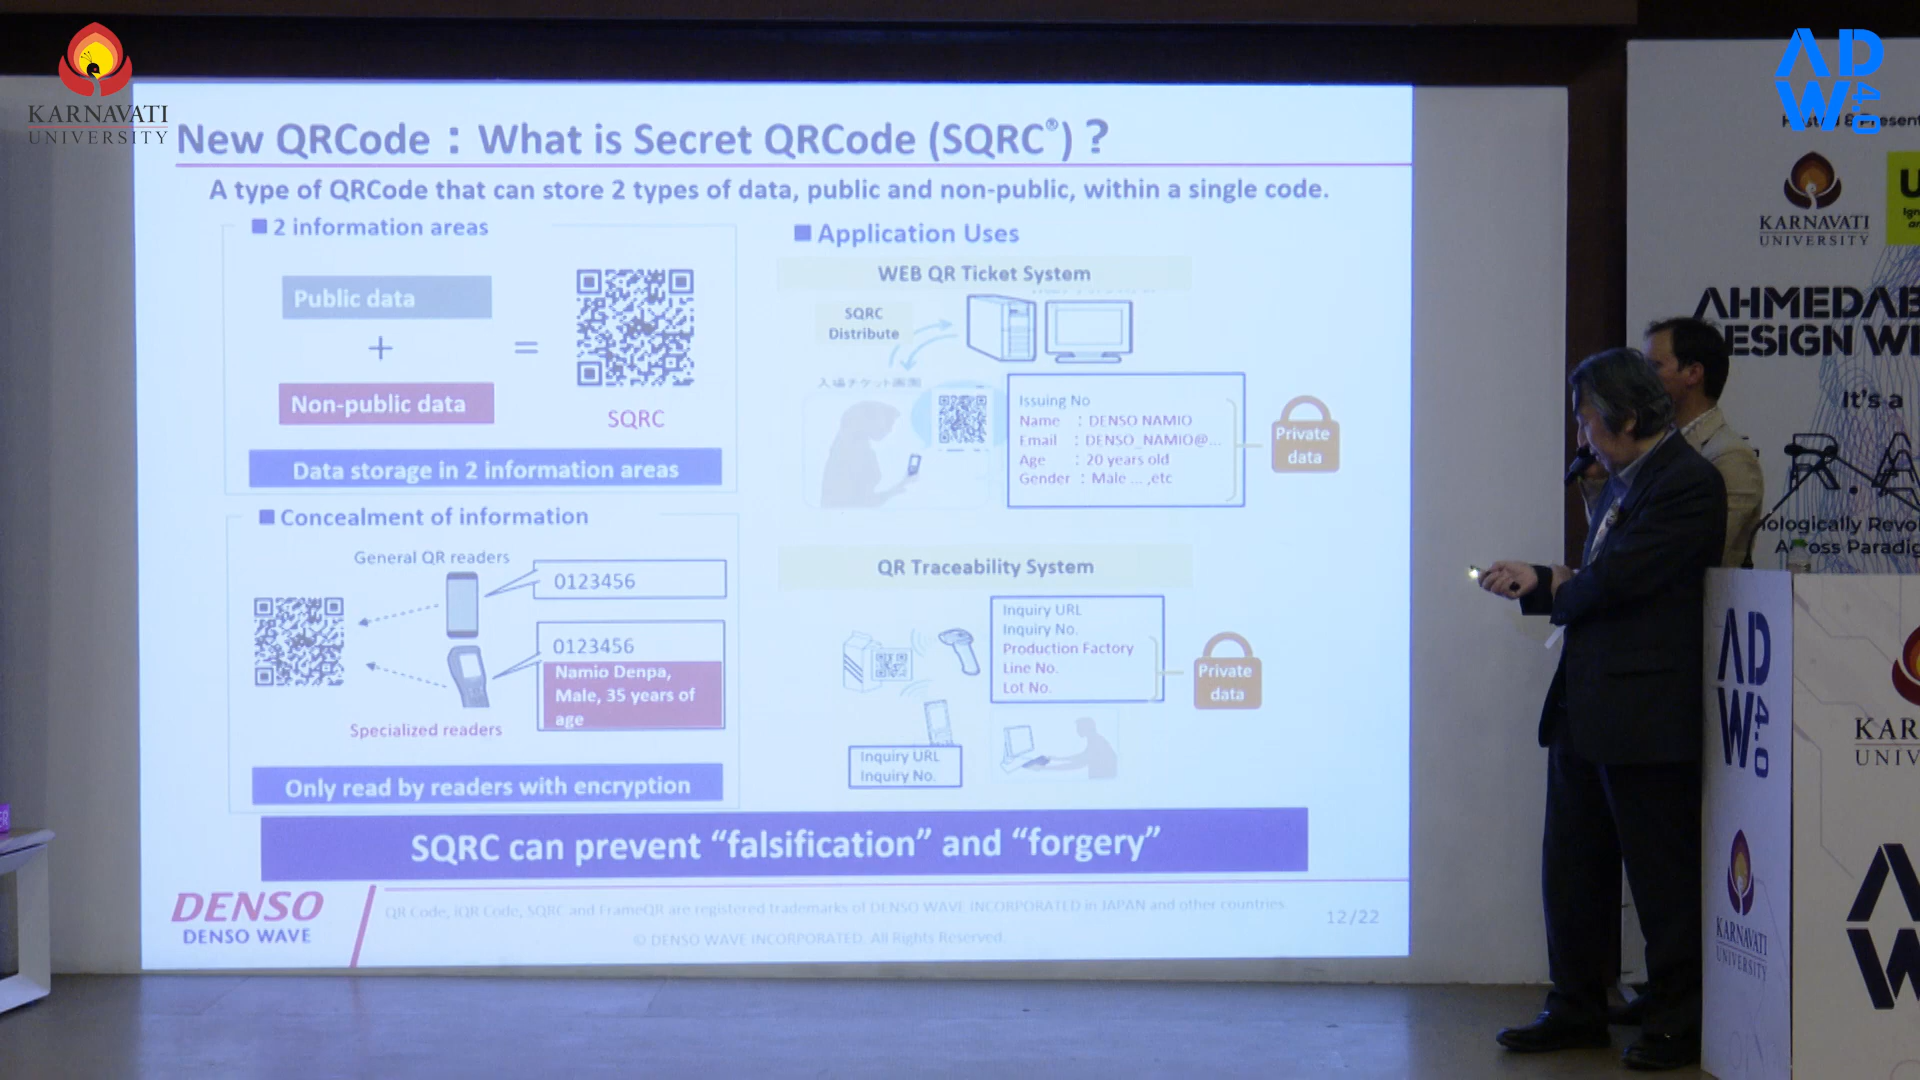 KARNAVATI
UNIVERSITY
New QRCode : What is Secret QRCode (SQRC®) ?
A type of QRCode that can store 2 types of data, public and non-public, within a single code.
■ 2 information areas
Public data
+
Non-public data
=
SQRC
Data storage in 2 information areas
■ Concealment of information
General QR readers
0123456
0123456
Namio Denpa,
Male, 35 years of
age
Specialized readers
Only read by readers with encryption
■ Application Uses
WEB QR Ticket System
SQRC
Distribute
入場チケット画面
Issuing No
Name : DENSO NAMIO
Email : DENSO_NAMIO@...
Age : 20 years old
Gender : Male ... ,etc
Private
data
QR Traceability System
Inquiry URL
Inquiry No.
Production Factory
Line No.
Lot No.
Private
data
Inquiry URL
Inquiry No.
SQRC can prevent “falsification” and “forgery”
DENSO
DENSO WAVE
QR Code, iQR Code, SQRC and FrameQR are registered trademarks of DENSO WAVE INCORPORATED in JAPAN and other countries.
© DENSO WAVE INCORPORATED. All Rights Reserved.
12/22
ADW 4.0
KARNAVATI
UNIVERSITY
AHMEDAB
DESIGN WE
It's a
nologically Revo
Across Paradig
ADW 4.0
KARNAVATI
UNIVERSITY
KAR
UNIV